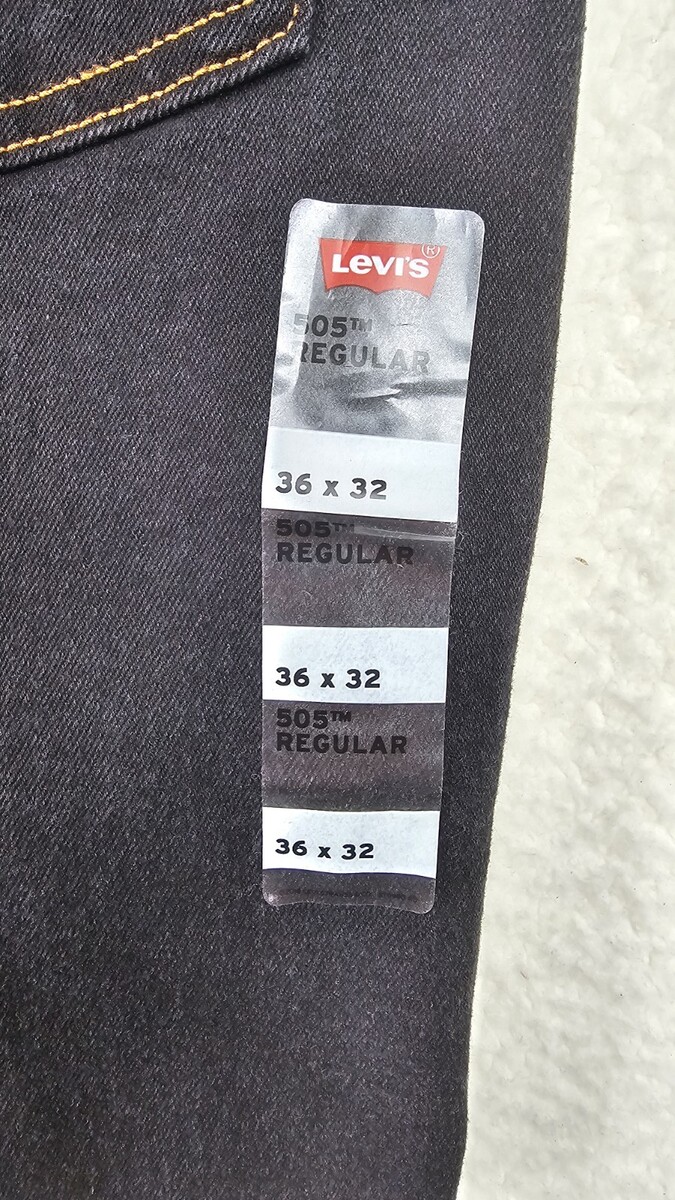 LEVI'S®
505™
REGULAR
36 x 32
505™
REGULAR
36 x 32
505™
REGULAR
36 x 32